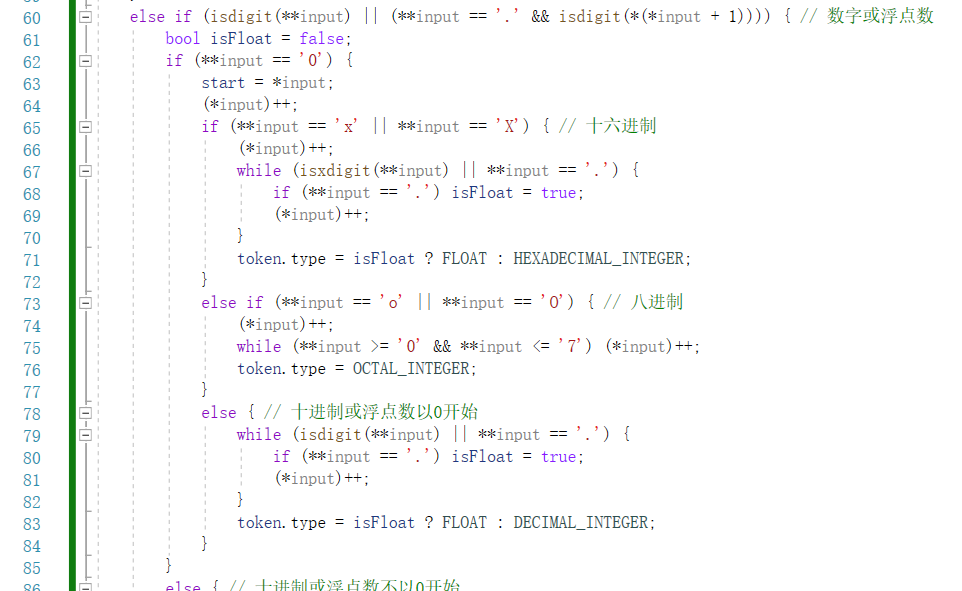 60 else if (isdigit(**input) || (**input == '.' && isdigit(*(*input + 1)))) { // 数字或浮点数
61 bool isFloat = false;
62 if (**input == '0') {
63 start = *input;
64 (*input)++;
65 if (**input == 'x' || **input == 'X') { // 十六进制
66 (*input)++;
67 while (isxdigit(**input) || **input == '.') {
68 if (**input == '.') isFloat = true;
69 (*input)++;
70 }
71 token.type = isFloat ? FLOAT : HEXADECIMAL_INTEGER;
72 }
73 else if (**input == 'o' || **input == 'O') { // 八进制
74 (*input)++;
75 while (**input >= '0' && **input <= '7') (*input)++;
76 token.type = OCTAL_INTEGER;
77 }
78 else { // 十进制或浮点数以0开始
79 while (isdigit(**input) || **input == '.') {
80 if (**input == '.') isFloat = true;
81 (*input)++;
82 }
83 token.type = isFloat ? FLOAT : DECIMAL_INTEGER;
84 }
85 }
86 else { // 十进制或浮点数不以0开始